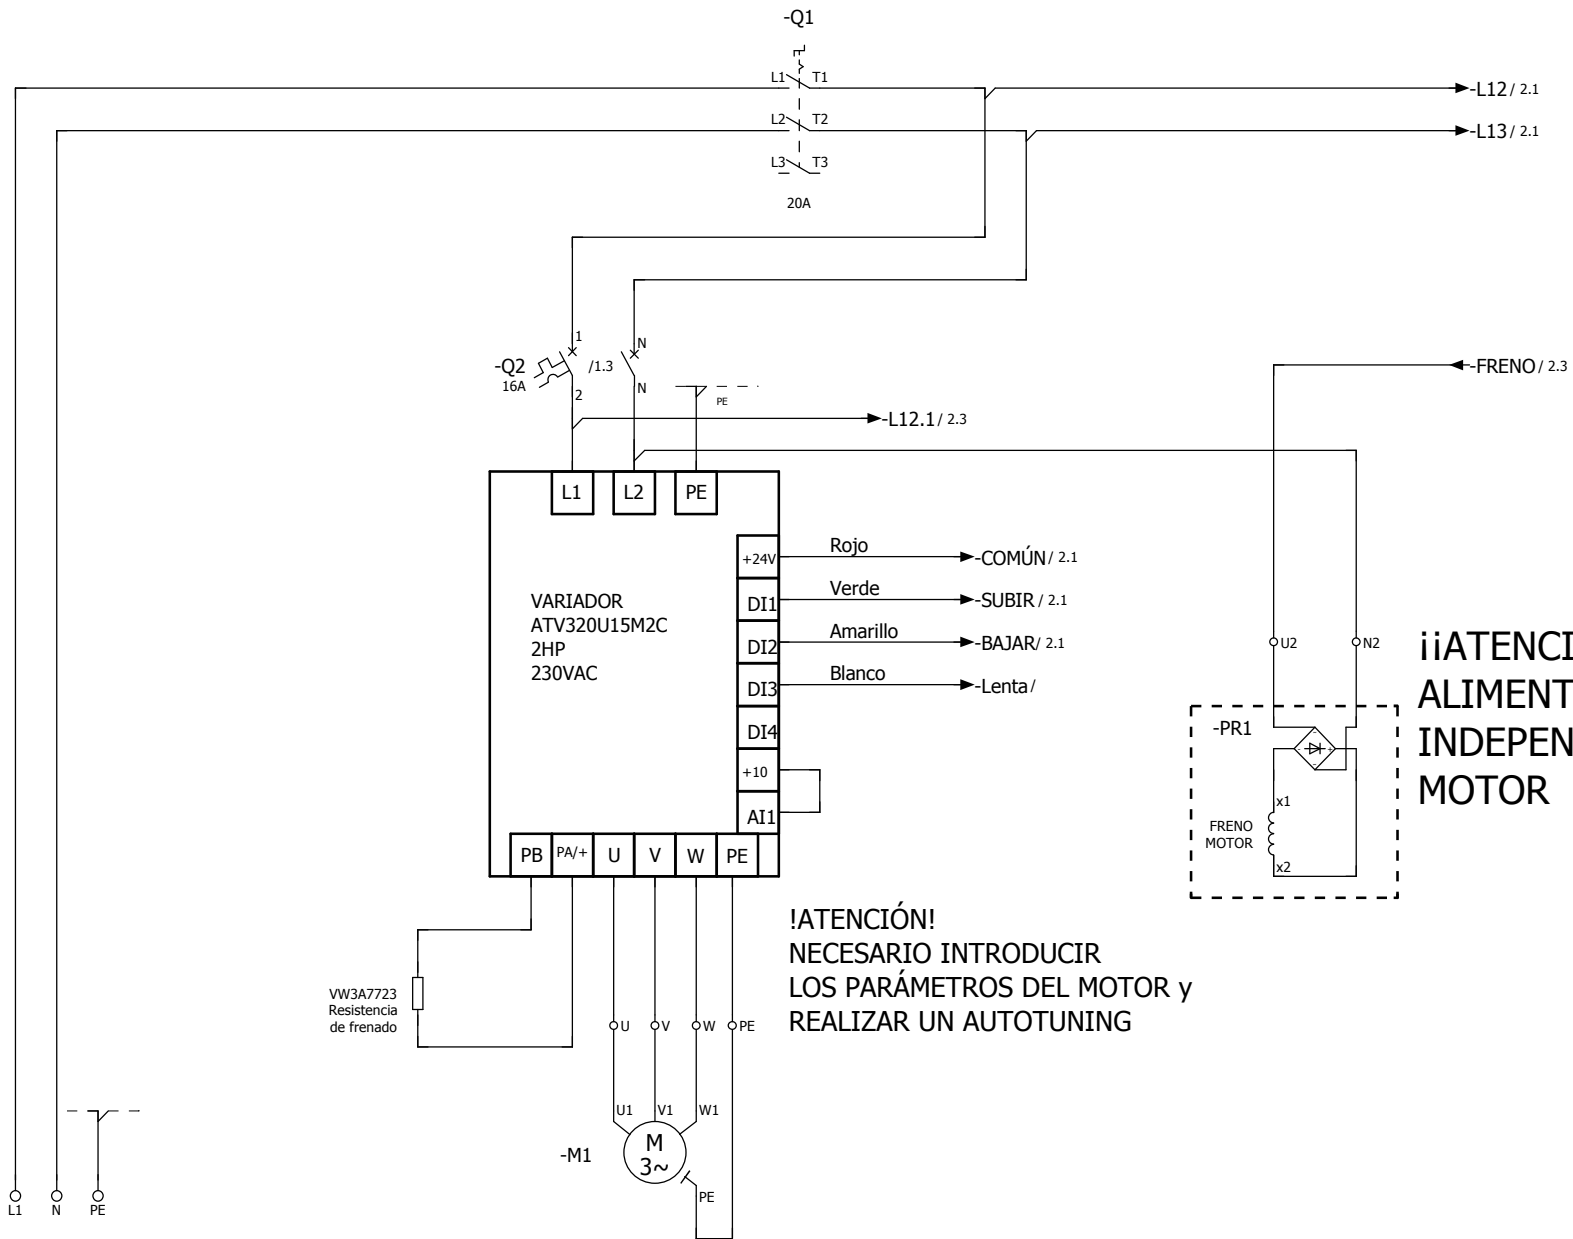 -Q1
L1 T1
-L12 / 2.1
L2 T2
-L13 / 2.1
L3 T3
20A
1
N
-Q2
16A
/1.3
2
N
PE
-FRENO / 2.3
-L12.1 / 2.3
L1 L2 PE
+24V
Rojo
-COMÚN / 2.1
DI1
Verde
-SUBIR / 2.1
DI2
Amarillo
-BAJAR / 2.1
DI3
Blanco
-Lenta /
DI4
+10
AI1
VARIADOR
ATV320U15M2C
2HP
230VAC
U2
N2
-PR1
x1
FRENO
MOTOR
x2
MOTOR
PB PA/+ U V W PE
!ATENCIÓN!
NECESARIO INTRODUCIR
LOS PARÁMETROS DEL MOTOR y
REALIZAR UN AUTOTUNING
VW3A7723
Resistencia
de frenado
U V W PE
U1 V1 W1
-M1
M
3~
PE
L1 N PE